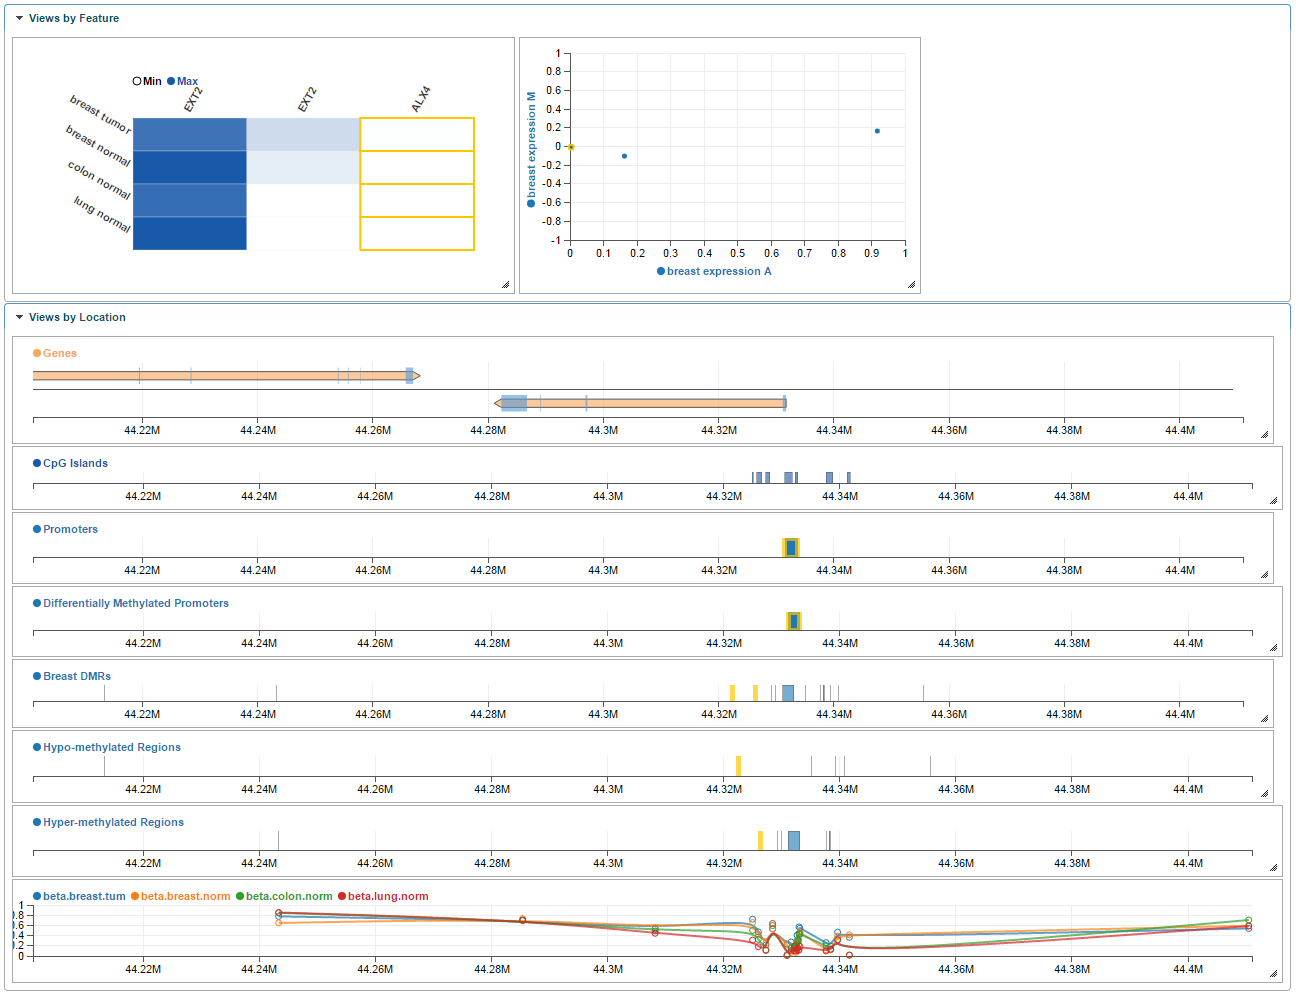 Views by Feature
Min Max
EXT2 EXT2 ALX4
breast tumor
breast normal
colon normal
lung normal
1
0.8
0.6
0.4
0.2
0
-0.2
-0.4
-0.6
-0.8
-1
breast expression M
0 0.1 0.2 0.3 0.4 0.5 0.6 0.7 0.8 0.9 1
breast expression A
Views by Location
Genes
44.22M 44.24M 44.26M 44.28M 44.3M 44.32M 44.34M 44.36M 44.38M 44.4M
CpG Islands
44.22M 44.24M 44.26M 44.28M 44.3M 44.32M 44.34M 44.36M 44.38M 44.4M
Promoters
44.22M 44.24M 44.26M 44.28M 44.3M 44.32M 44.34M 44.36M 44.38M 44.4M
Differentially Methylated Promoters
44.22M 44.24M 44.26M 44.28M 44.3M 44.32M 44.34M 44.36M 44.38M 44.4M
Breast DMRs
44.22M 44.24M 44.26M 44.28M 44.3M 44.32M 44.34M 44.36M 44.38M 44.4M
Hypo-methylated Regions
44.22M 44.24M 44.26M 44.28M 44.3M 44.32M 44.34M 44.36M 44.38M 44.4M
Hyper-methylated Regions
44.22M 44.24M 44.26M 44.28M 44.3M 44.32M 44.34M 44.36M 44.38M 44.4M
beta.breast.tum beta.breast.norm beta.colon.norm beta.lung.norm
1
0.8
0.6
0.4
0.2
0
44.22M 44.24M 44.26M 44.28M 44.3M 44.32M 44.34M 44.36M 44.38M 44.4M